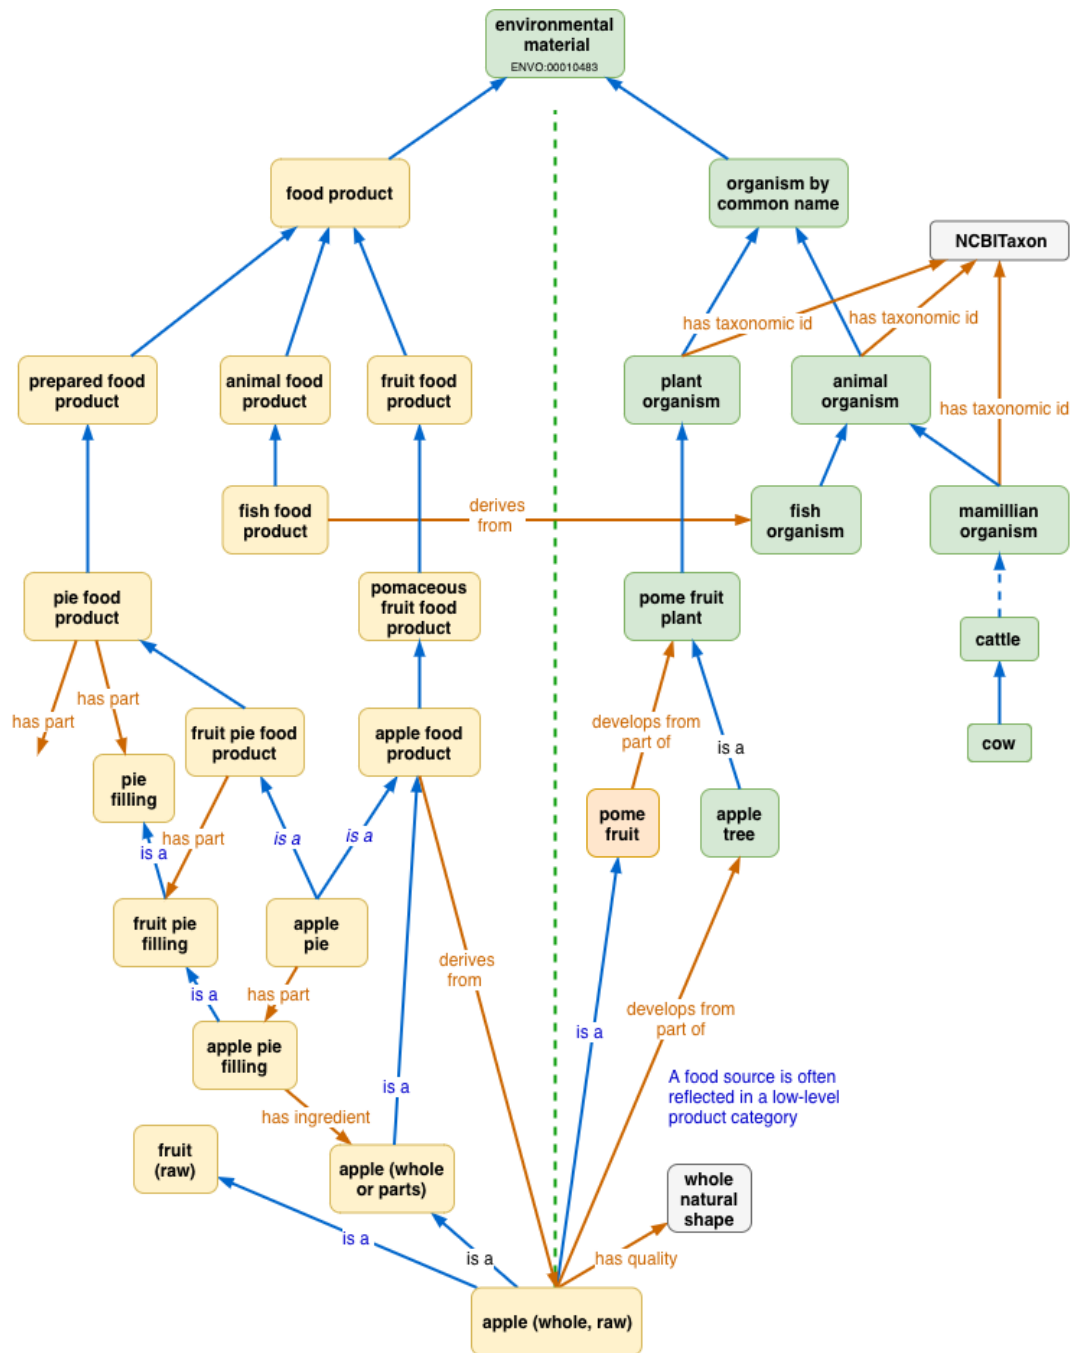 environmental
material
ENVO:00010483
food product
organism by
common name
NCBITaxon
has taxonomic id
has taxonomic id
prepared food
product
animal food
product
fruit food
product
plant
organism
animal
organism
has taxonomic id
fish food
product
derives
from
fish
organism
mamillian
organism
pie food
product
pomaceous
fruit food
product
pome fruit
plant
cattle
has part
has part
fruit pie food
product
apple food
product
develops from
part of
is a
cow
pie
filling
pome
fruit
apple
tree
is a
has part
is a
is a
fruit pie
filling
apple
pie
derives
from
is a
has part
develops from
part of
is a
apple pie
filling
A food source is often
reflected in a low-level
product category
is a
has ingredient
fruit
(raw)
apple (whole
or parts)
whole
natural
shape
is a
is a
has quality
apple (whole, raw)